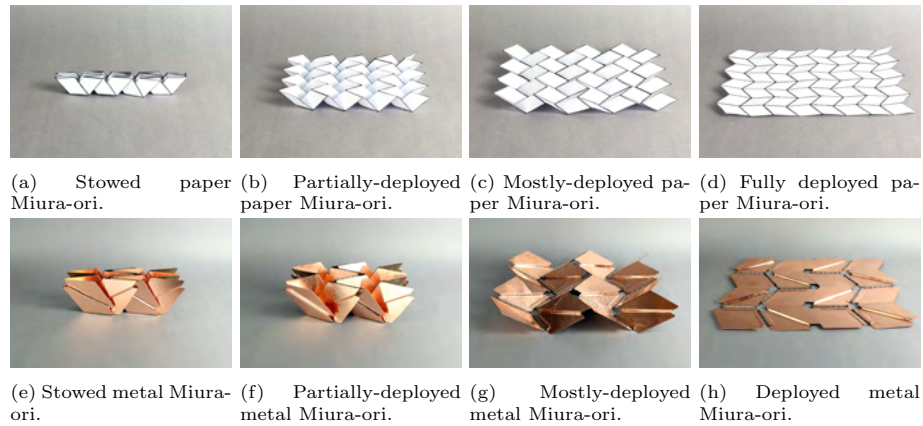 (a) Stowed paper
Miura-ori.
(b) Partially-deployed
paper Miura-ori.
(c) Mostly-deployed pa-
per Miura-ori.
(d) Fully deployed pa-
per Miura-ori.
(e) Stowed metal Miura-
ori.
(f) Partially-deployed
metal Miura-ori.
(g) Mostly-deployed
metal Miura-ori.
(h) Deployed metal
Miura-ori.